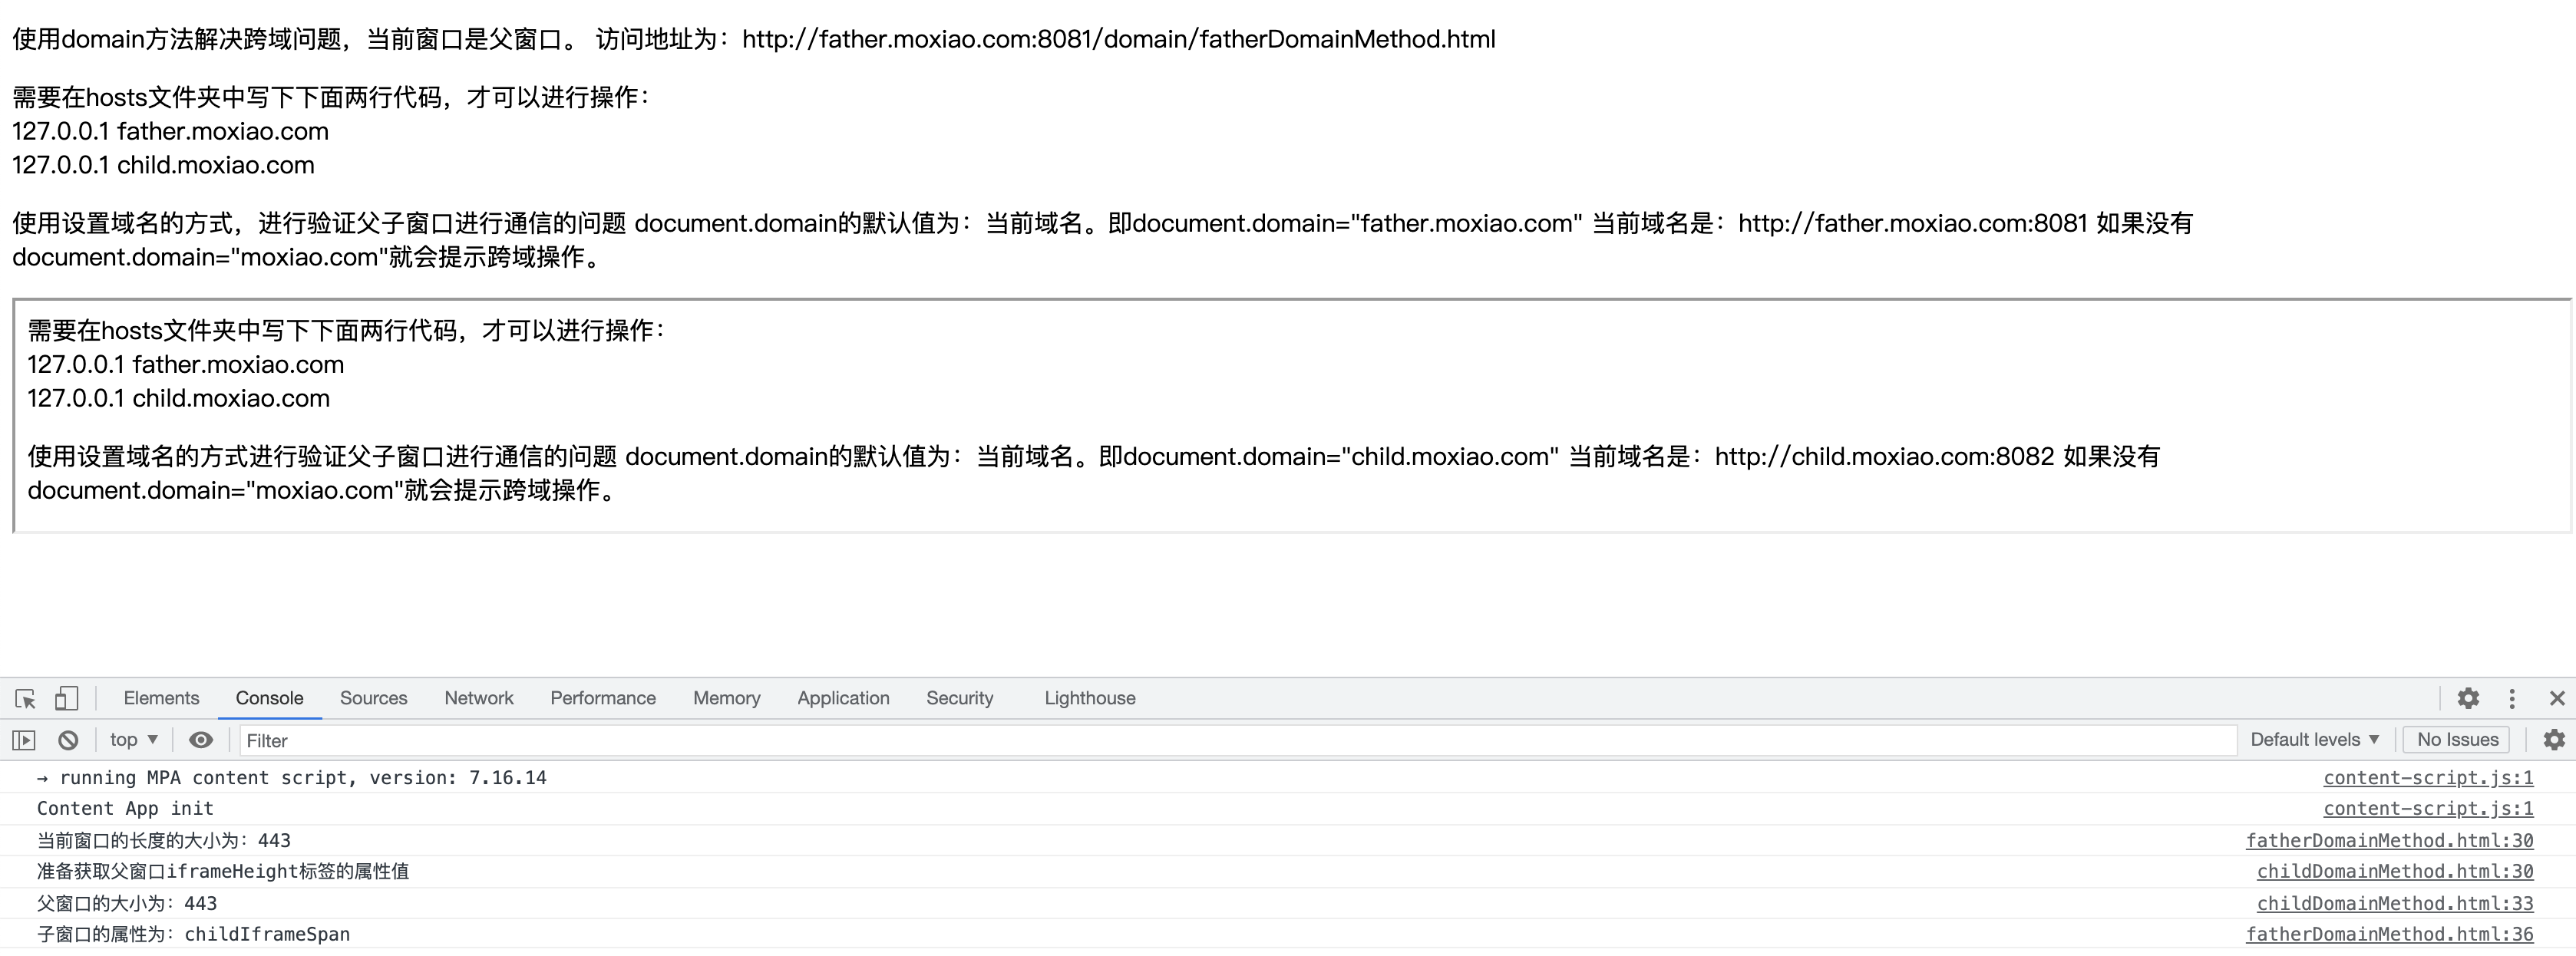 使用domain方法解决跨域问题，当前窗口是父窗口。 访问地址为：http://father.moxiao.com:8081/domain/fatherDomainMethod.html
需要在hosts文件夹中写下下面两行代码，才可以进行操作：
127.0.0.1 father.moxiao.com
127.0.0.1 child.moxiao.com
使用设置域名的方式，进行验证父子窗口进行通信的问题 document.domain的默认值为：当前域名。即document.domain="father.moxiao.com" 当前域名是：http://father.moxiao.com:8081 如果没有
document.domain="moxiao.com"就会提示跨域操作。
需要在hosts文件夹中写下下面两行代码，才可以进行操作：
127.0.0.1 father.moxiao.com
127.0.0.1 child.moxiao.com
使用设置域名的方式进行验证父子窗口进行通信的问题 document.domain的默认值为：当前域名。即document.domain="child.moxiao.com" 当前域名是：http://child.moxiao.com:8082 如果没有
document.domain="moxiao.com"就会提示跨域操作。
Elements Console Sources Network Performance Memory Application Security Lighthouse
top Filter Default levels No Issues
→ running MPA content script, version: 7.16.14 content-script.js:1
Content App init content-script.js:1
当前窗口的长度的大小为：443 fatherDomainMethod.html:30
准备获取父窗口iframeHeight标签的属性值 childDomainMethod.html:30
父窗口的大小为：443 childDomainMethod.html:33
子窗口的属性为：childIframeSpan fatherDomainMethod.html:36